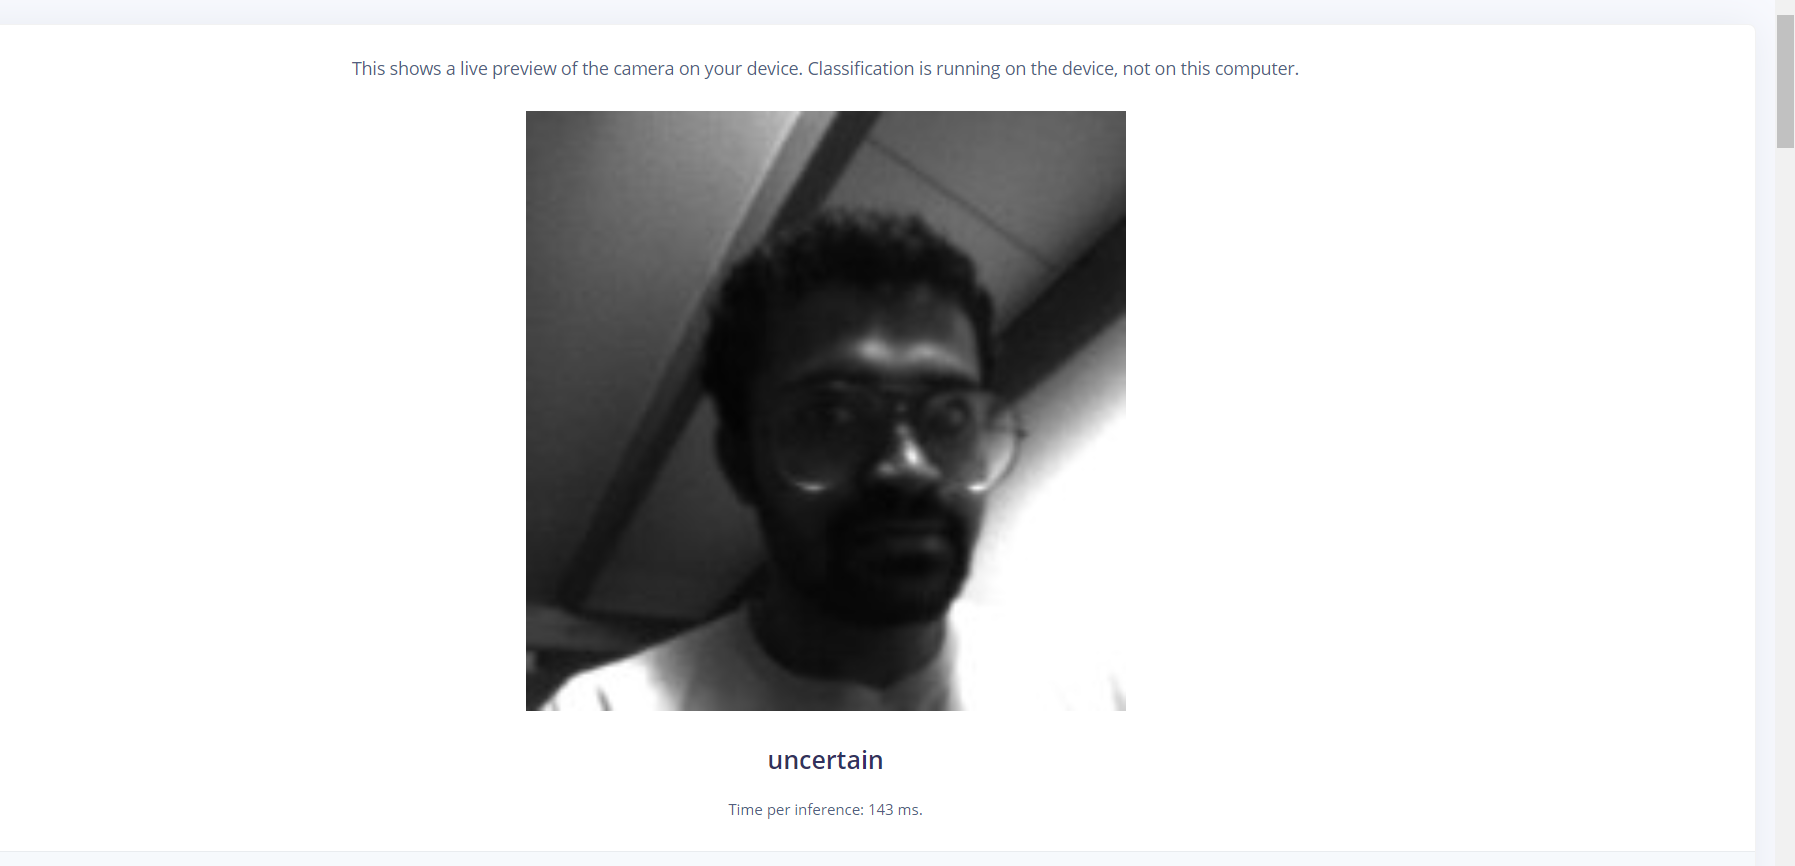 This shows a live preview of the camera on your device. Classification is running on the device, not on this computer.
uncertain
Time per inference: 143 ms.